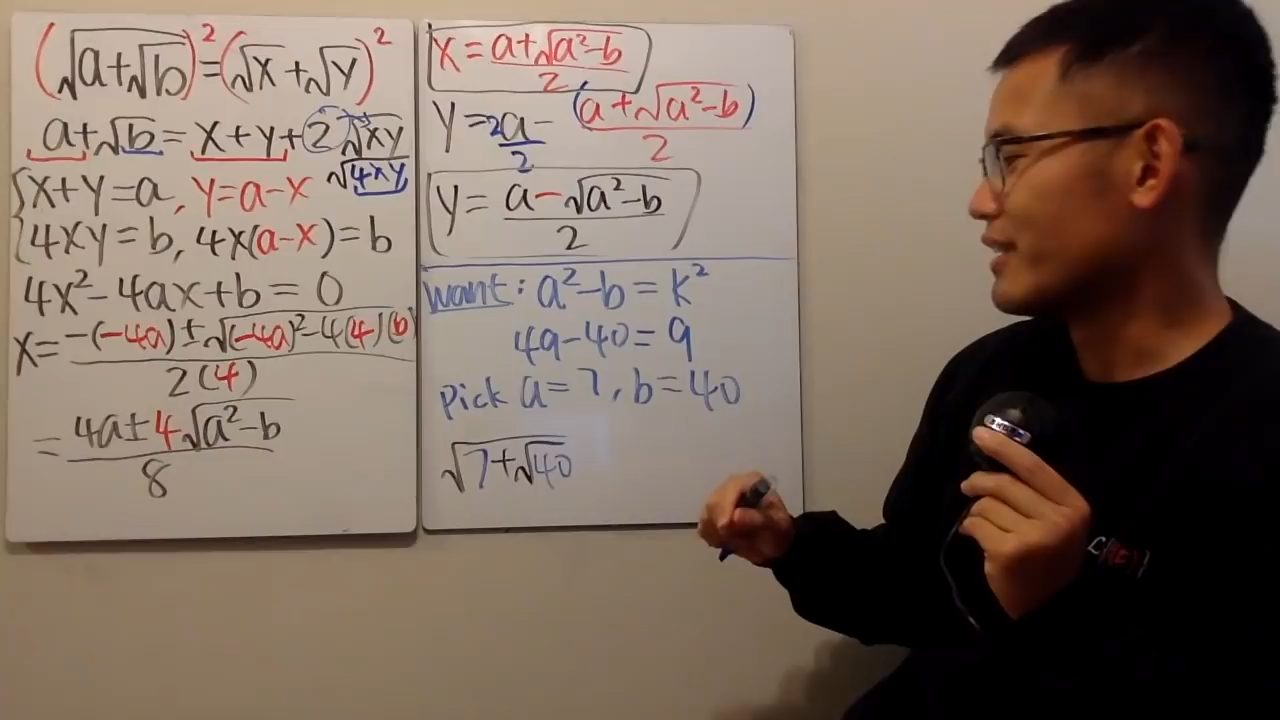 (√(a+√b))² = (√x + √y)²
a+√b = x+y+2√xy
√4xy
x+y=a, y=a-x
4xy=b, 4x(a-x)=b
4x²-4ax+b=0
x = (-(-4a)±√((-4a)²-4(4)(b)))/(2(4))
= (4a±4√(a²-b))/8
x = (a+√(a²-b))/2
y = 2a/2 - (a+√(a²-b))/2
y = (a-√(a²-b))/2
Want: a²-b=k²
49-40=9
pick a=7, b=40
√(7+√40)